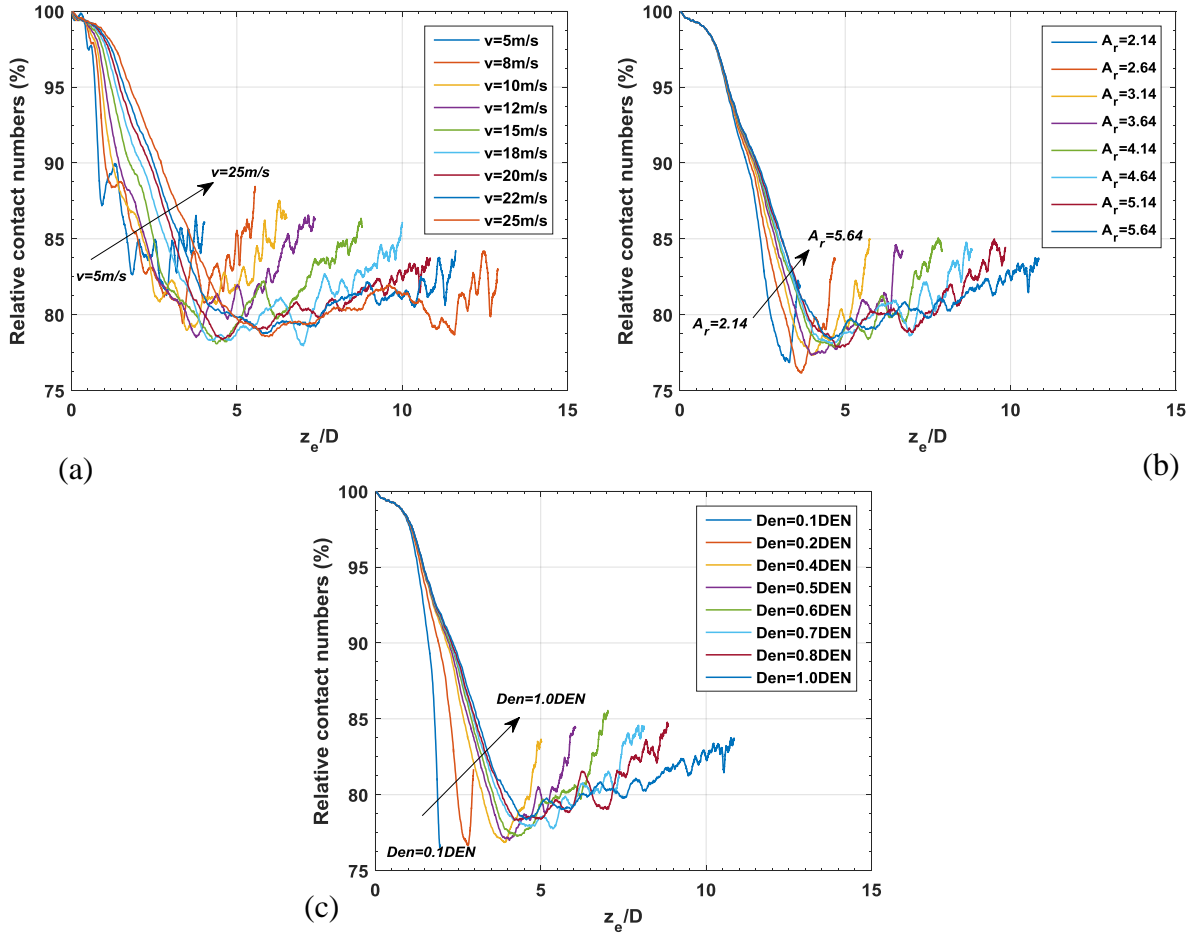 100
95
90
85
80
75
Relative contact numbers (%)
0
5
10
15
z_e/D
v=5m/s
v=8m/s
v=10m/s
v=12m/s
v=15m/s
v=18m/s
v=20m/s
v=22m/s
v=25m/s
v=25m/s
v=5m/s
(a)
100
95
90
85
80
75
Relative contact numbers (%)
0
5
10
15
z_e/D
A_r=2.14
A_r=2.64
A_r=3.14
A_r=3.64
A_r=4.14
A_r=4.64
A_r=5.14
A_r=5.64
A_r=5.64
A_r=2.14
(b)
100
95
90
85
80
75
Relative contact numbers (%)
0
5
10
15
z_e/D
Den=0.1DEN
Den=0.2DEN
Den=0.4DEN
Den=0.5DEN
Den=0.6DEN
Den=0.7DEN
Den=0.8DEN
Den=1.0DEN
Den=1.0DEN
Den=0.1DEN
(c)